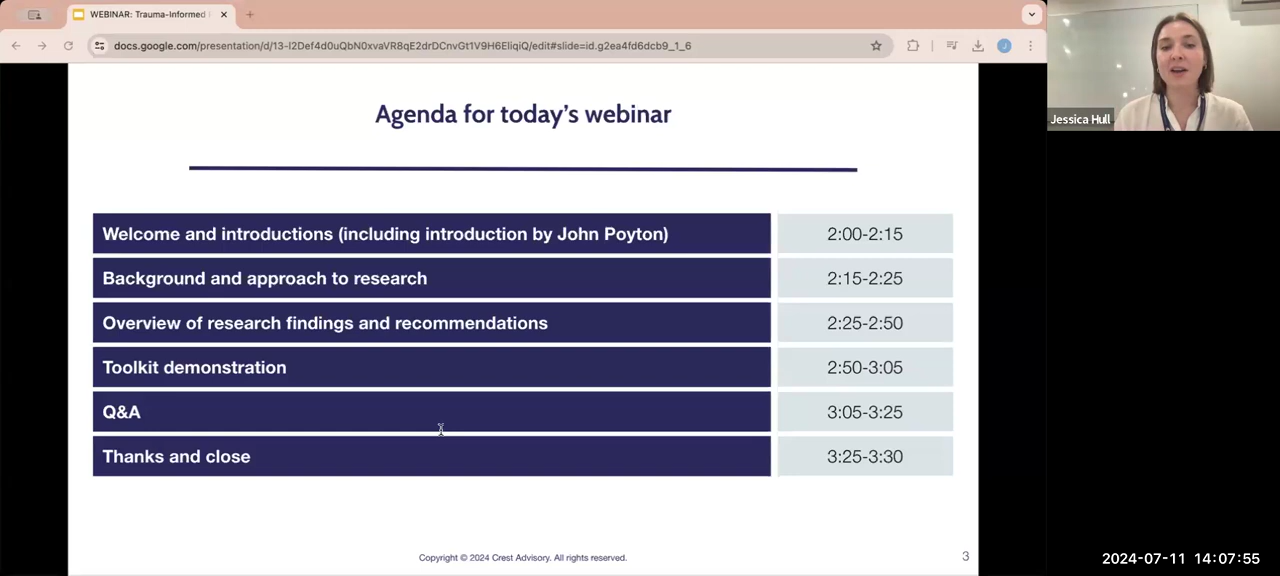 WEBINAR: Trauma-Informed
docs.google.com/presentation/d/13-I2Def4d0uQbN0xvaVR8qE2drDCnvGt1V9H6EIiqiQ/edit#slide=id.g2ea4fd6dcb9_1_6
J
Jessica Hull
Agenda for today's webinar
Welcome and introductions (including introduction by John Poyton) 2:00-2:15
Background and approach to research 2:15-2:25
Overview of research findings and recommendations 2:25-2:50
Toolkit demonstration 2:50-3:05
Q&A 3:05-3:25
Thanks and close 3:25-3:30
Copyright © 2024 Crest Advisory. All rights reserved.
3
2024-07-11 14:07:55